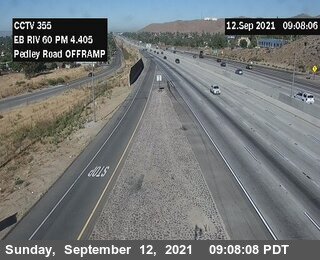 CCTV 355
EB RIV 60 PM 4.405
Pedley Road OFFRAMP
12.Sep 2021 09:08:06
STOP
Sunday, September 12, 2021 09:08:08 PDT